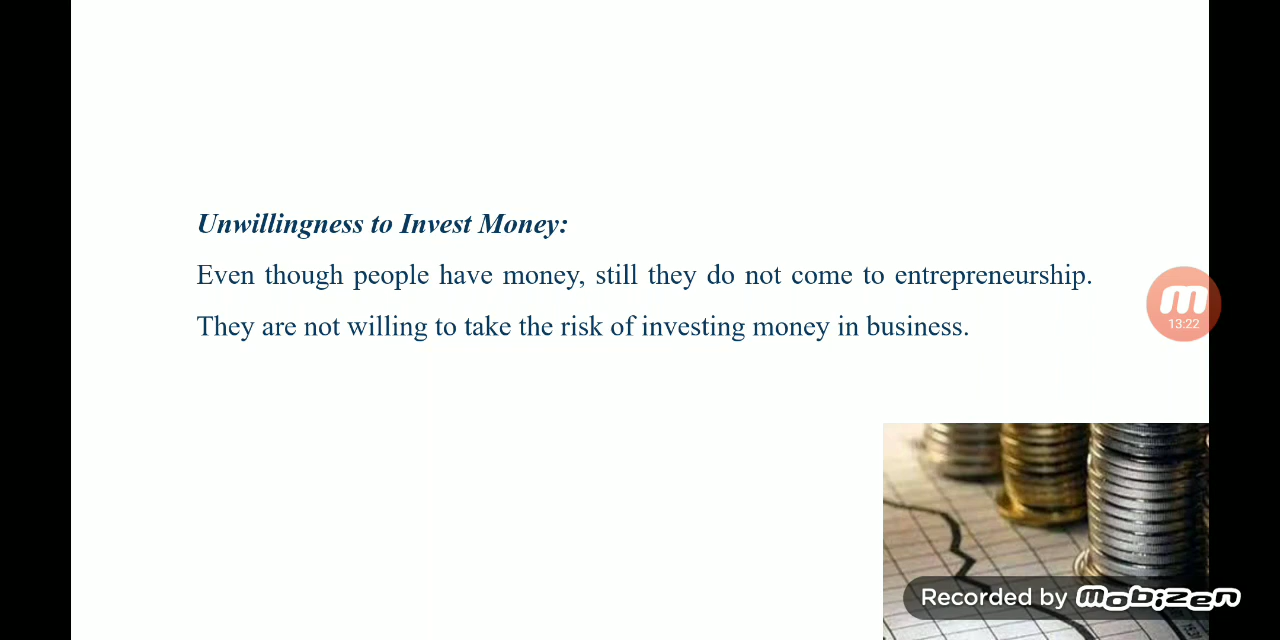 Unwillingness to Invest Money:
Even though people have money, still they do not come to entrepreneurship.
They are not willing to take the risk of investing money in business.
m
13:22
Recorded by mobizen